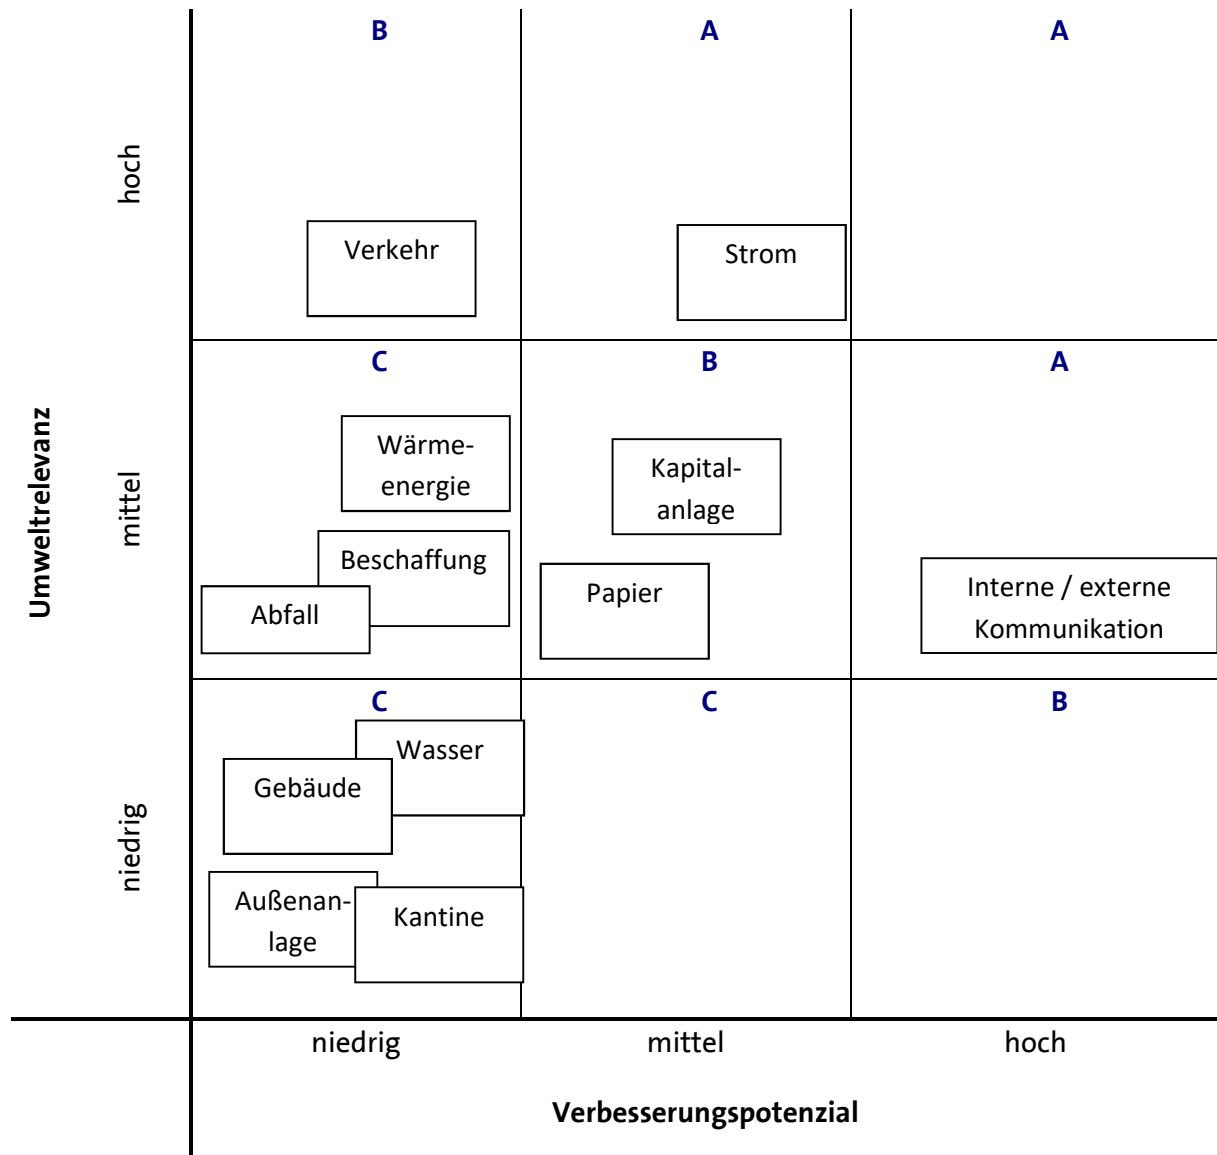 B
A
A
hoch
Verkehr
Strom
C
B
A
Umweltrelevanz
mittel
Wärme-
energie
Kapital-
anlage
Beschaffung
Abfall
Papier
Interne / externe
Kommunikation
C
C
B
niedrig
Wasser
Gebäude
Außenan-
lage
Kantine
niedrig
mittel
hoch
Verbesserungspotenzial